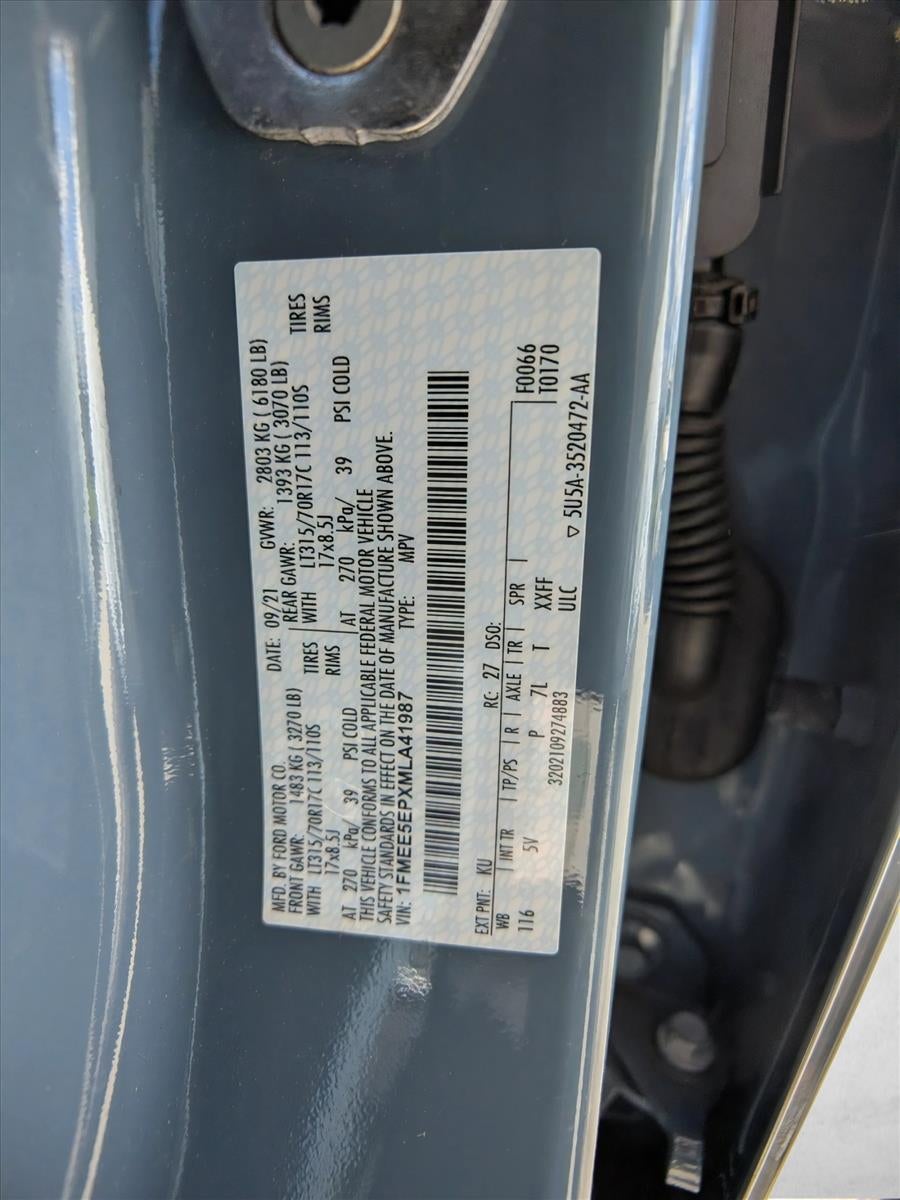 MFD. BY FORD MOTOR CO.
DATE: 09/21 GVWR: 2803 KG ( 6180 LB)
FRONT GAWR: 1483 KG ( 3270 LB) REAR GAWR: 1393 KG ( 3070 LB)
WITH LT315/70R17C 113/110S TIRES WITH LT315/70R17C 113/110S TIRES
17x8.5J RIMS 17x8.5J RIMS
AT 270 kPa/ 39 PSI COLD AT 270 kPa/ 39 PSI COLD
THIS VEHICLE CONFORMS TO ALL APPLICABLE FEDERAL MOTOR VEHICLE
SAFETY STANDARDS IN EFFECT ON THE DATE OF MANUFACTURE SHOWN ABOVE.
VIN: 1FMEE5EPXMLA41987 TYPE: MPV
EXT PNT: KU RC: 27 DSO:
WB INT TR TP/PS R AXLE TR SPR F0066
116 5V P 7L T XXFF T0170
3202109274883 ULC
▽ 5U5A-3520472-AA